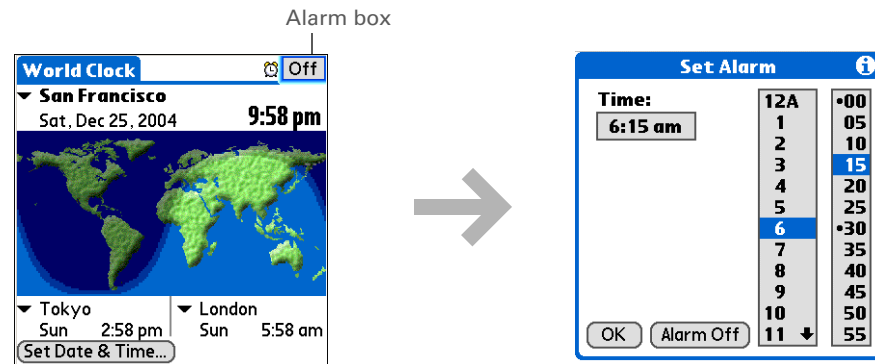 Alarm box
World Clock Off
San Francisco
Sat, Dec 25, 2004 9:58 pm
Tokyo London
Sun 2:58 pm Sun 5:58 am
Set Date & Time...
Set Alarm
Time:
6:15 am
12A •00
1 05
2 10
3 15
4 20
5 25
6 •30
7 35
8 40
9 45
10 50
11 55
OK Alarm Off